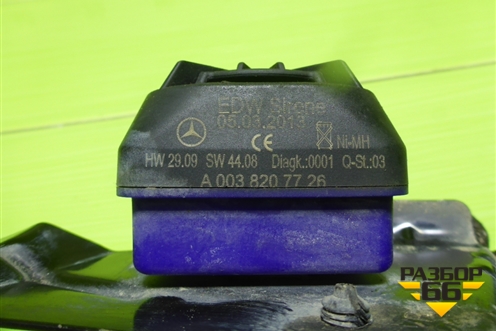 EDW Sirene
05.03.2013
CE
Ni-MH
HW 29.09 SW 44.08 Diagk.:0001 Q-St.:03
A 003 820 77 26
РАЗБОР
66